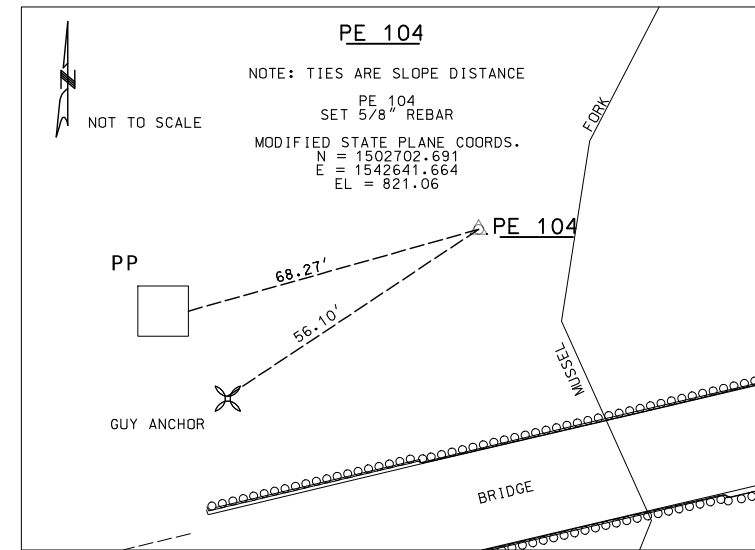 PE 104
NOTE: TIES ARE SLOPE DISTANCE
N
NOT TO SCALE
PE 104
SET 5/8" REBAR
MODIFIED STATE PLANE COORDS.
N = 1502702.691
E = 1542641.664
EL = 821.06
FORK
PE 104
PP
68.27'
56.10'
MUSSEL
GUY ANCHOR
BRIDGE